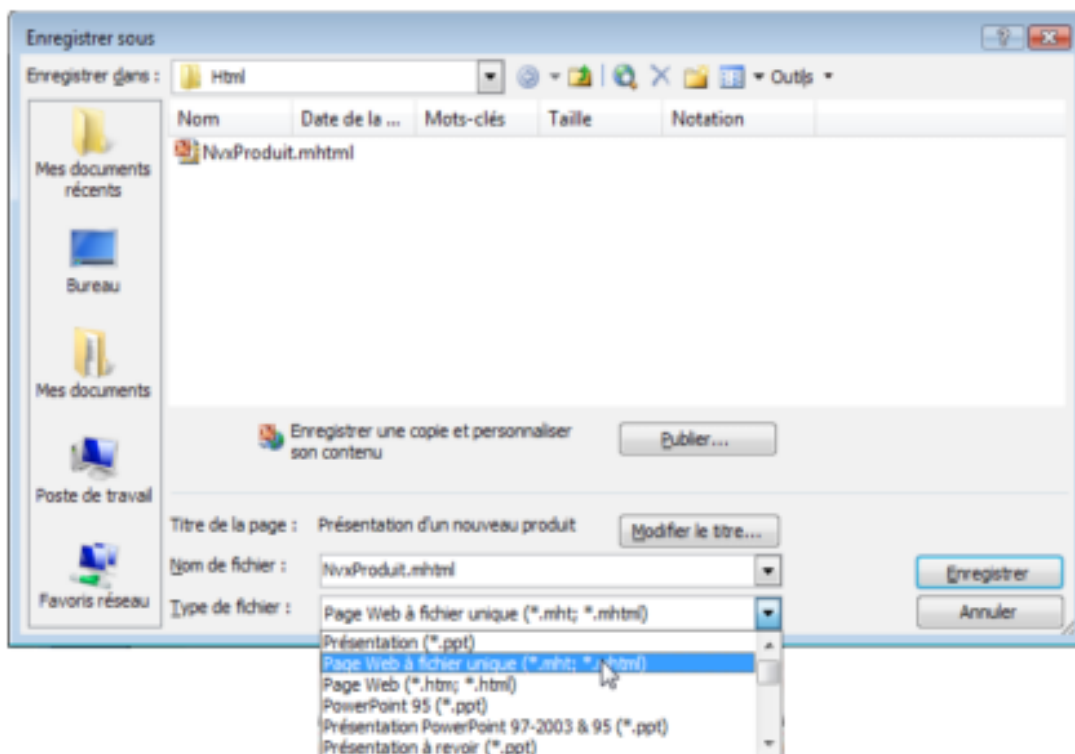 Enregistrer sous
Enregistrer dans :
Html
Outils
Nom
Date de la ...
Mots-clés
Taille
Notation
NvxProduit.mhtml
Mes documents
récents
Bureau
Mes documents
Poste de travail
Favoris réseau
Enregistrer une copie et personnaliser
son contenu
Publier...
Titre de la page :
Présentation d'un nouveau produit
Modifier le titre...
Nom de fichier :
NvxProduit.mhtml
Enregistrer
Type de fichier :
Page Web à fichier unique (*.mht; *.mhtml)
Annuler
Présentation (*.ppt)
Page Web à fichier unique (*.mht; *.mhtml)
Page Web (*.htm; *.html)
PowerPoint 95 (*.ppt)
Présentation PowerPoint 97-2003 & 95 (*.ppt)
Présentation à revoir (*.ppt)